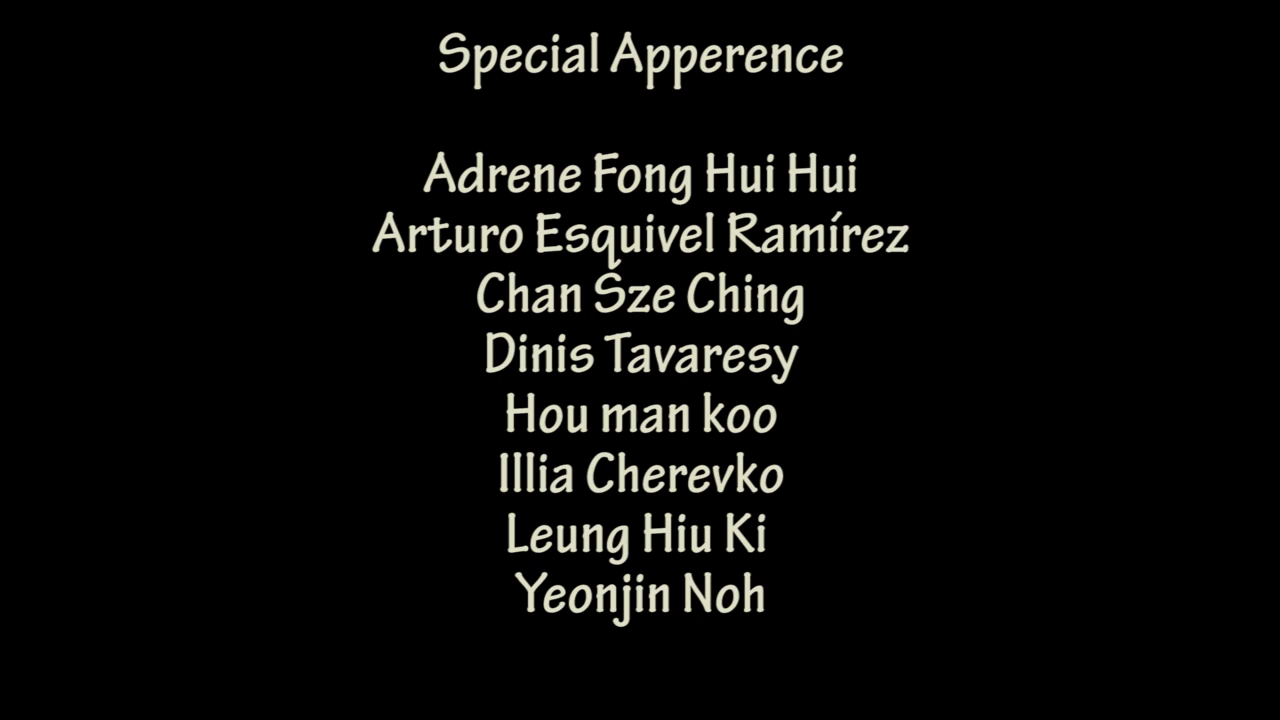 Special Apperence
Adrene Fong Hui Hui
Arturo Esquivel Ramírez
Chan Sze Ching
Dinis Tavaresy
Hou man koo
Illia Cherevko
Leung Hiu Ki
Yeonjin Noh